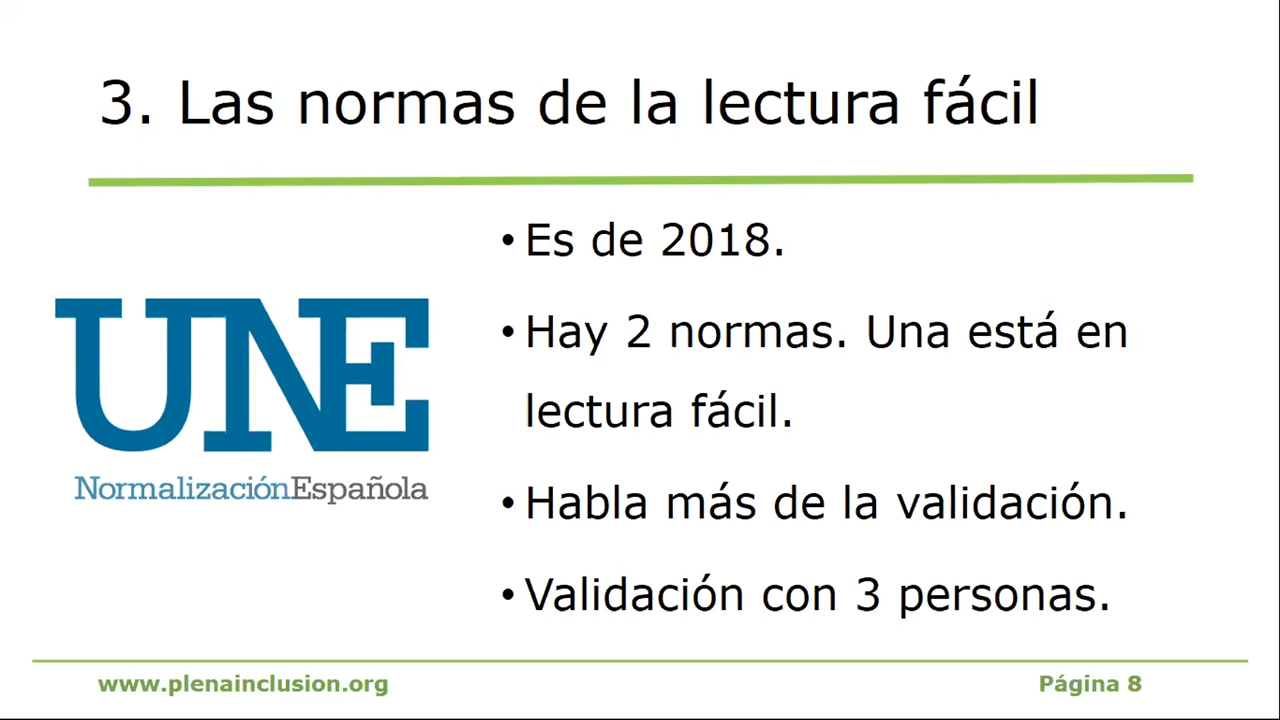 3. Las normas de la lectura fácil
UNE
NormalizaciónEspañola
• Es de 2018.
• Hay 2 normas. Una está en
lectura fácil.
• Habla más de la validación.
• Validación con 3 personas.
www.plenainclusion.org
Página 8